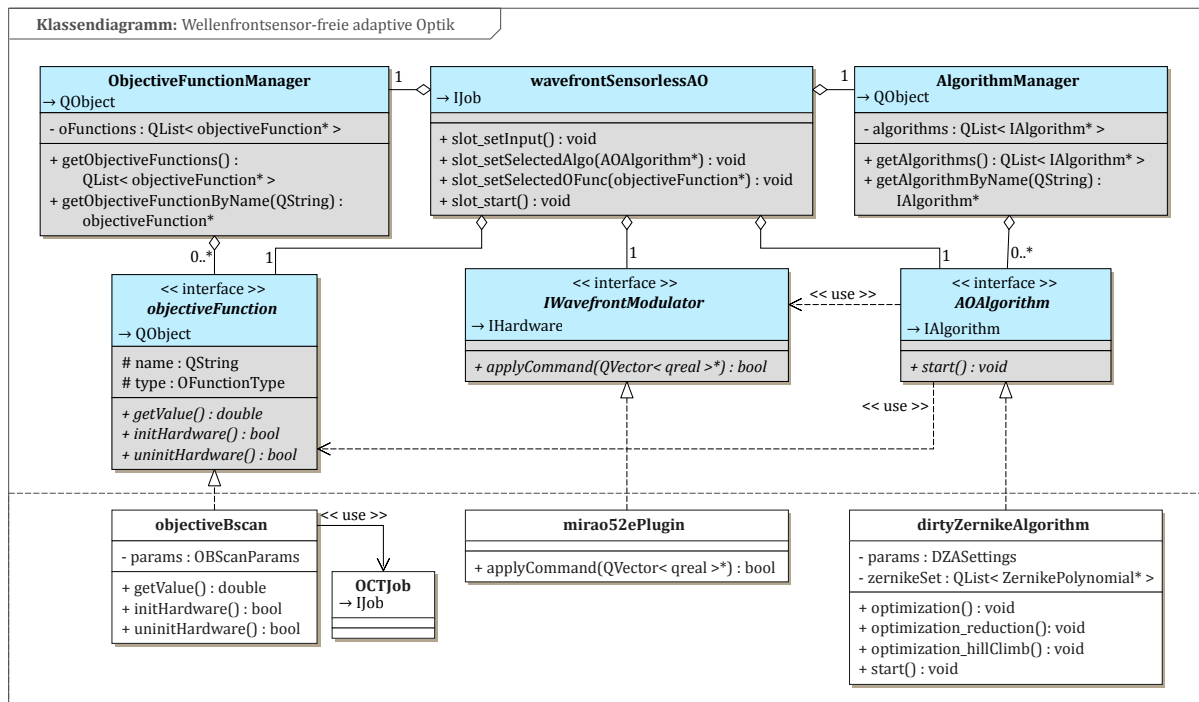 Klassendiagramm: Wellenfrontsensor-freie adaptive Optik
ObjectiveFunctionManager
→ QObject
- oFunctions : QList< objectiveFunction* >
+ getObjectiveFunctions() :
QList< objectiveFunction* >
+ getObjectiveFunctionByName(QString) :
objectiveFunction*
1
wavefrontSensorlessAO
→ IJob
+ slot_setInput() : void
+ slot_setSelectedAlgo(AOAlgorithm*) : void
+ slot_setSelectedOFunc(objectiveFunction*) : void
+ slot_start() : void
1
AlgorithmManager
→ QObject
- algorithms : QList< IAlgorithm* >
+ getAlgorithms() : QList< IAlgorithm* >
+ getAlgorithmByName(QString) :
IAlgorithm*
0..*
1
1
1
0..*
<< interface >>
objectiveFunction
→ QObject
# name : QString
# type : OFunctionType
+ getValue() : double
+ initHardware() : bool
+ uninitHardware() : bool
<< interface >>
IWavefrontModulator
→ IHardware
+ applyCommand(QVector< qreal >*) : bool
<< use >>
<< interface >>
AOAlgorithm
→ IAlgorithm
+ start() : void
<< use >>
objectiveBscan
- params : OBScanParams
+ getValue() : double
+ initHardware() : bool
+ uninitHardware() : bool
<< use >>
OCTJob
→ IJob
mirao52ePlugin
+ applyCommand(QVector< qreal >*) : bool
dirtyZernikeAlgorithm
- params : DZASettings
- zernikeSet : QList< ZernikePolynomial* >
+ optimization() : void
+ optimization_reduction(): void
+ optimization_hillClimb() : void
+ start() : void